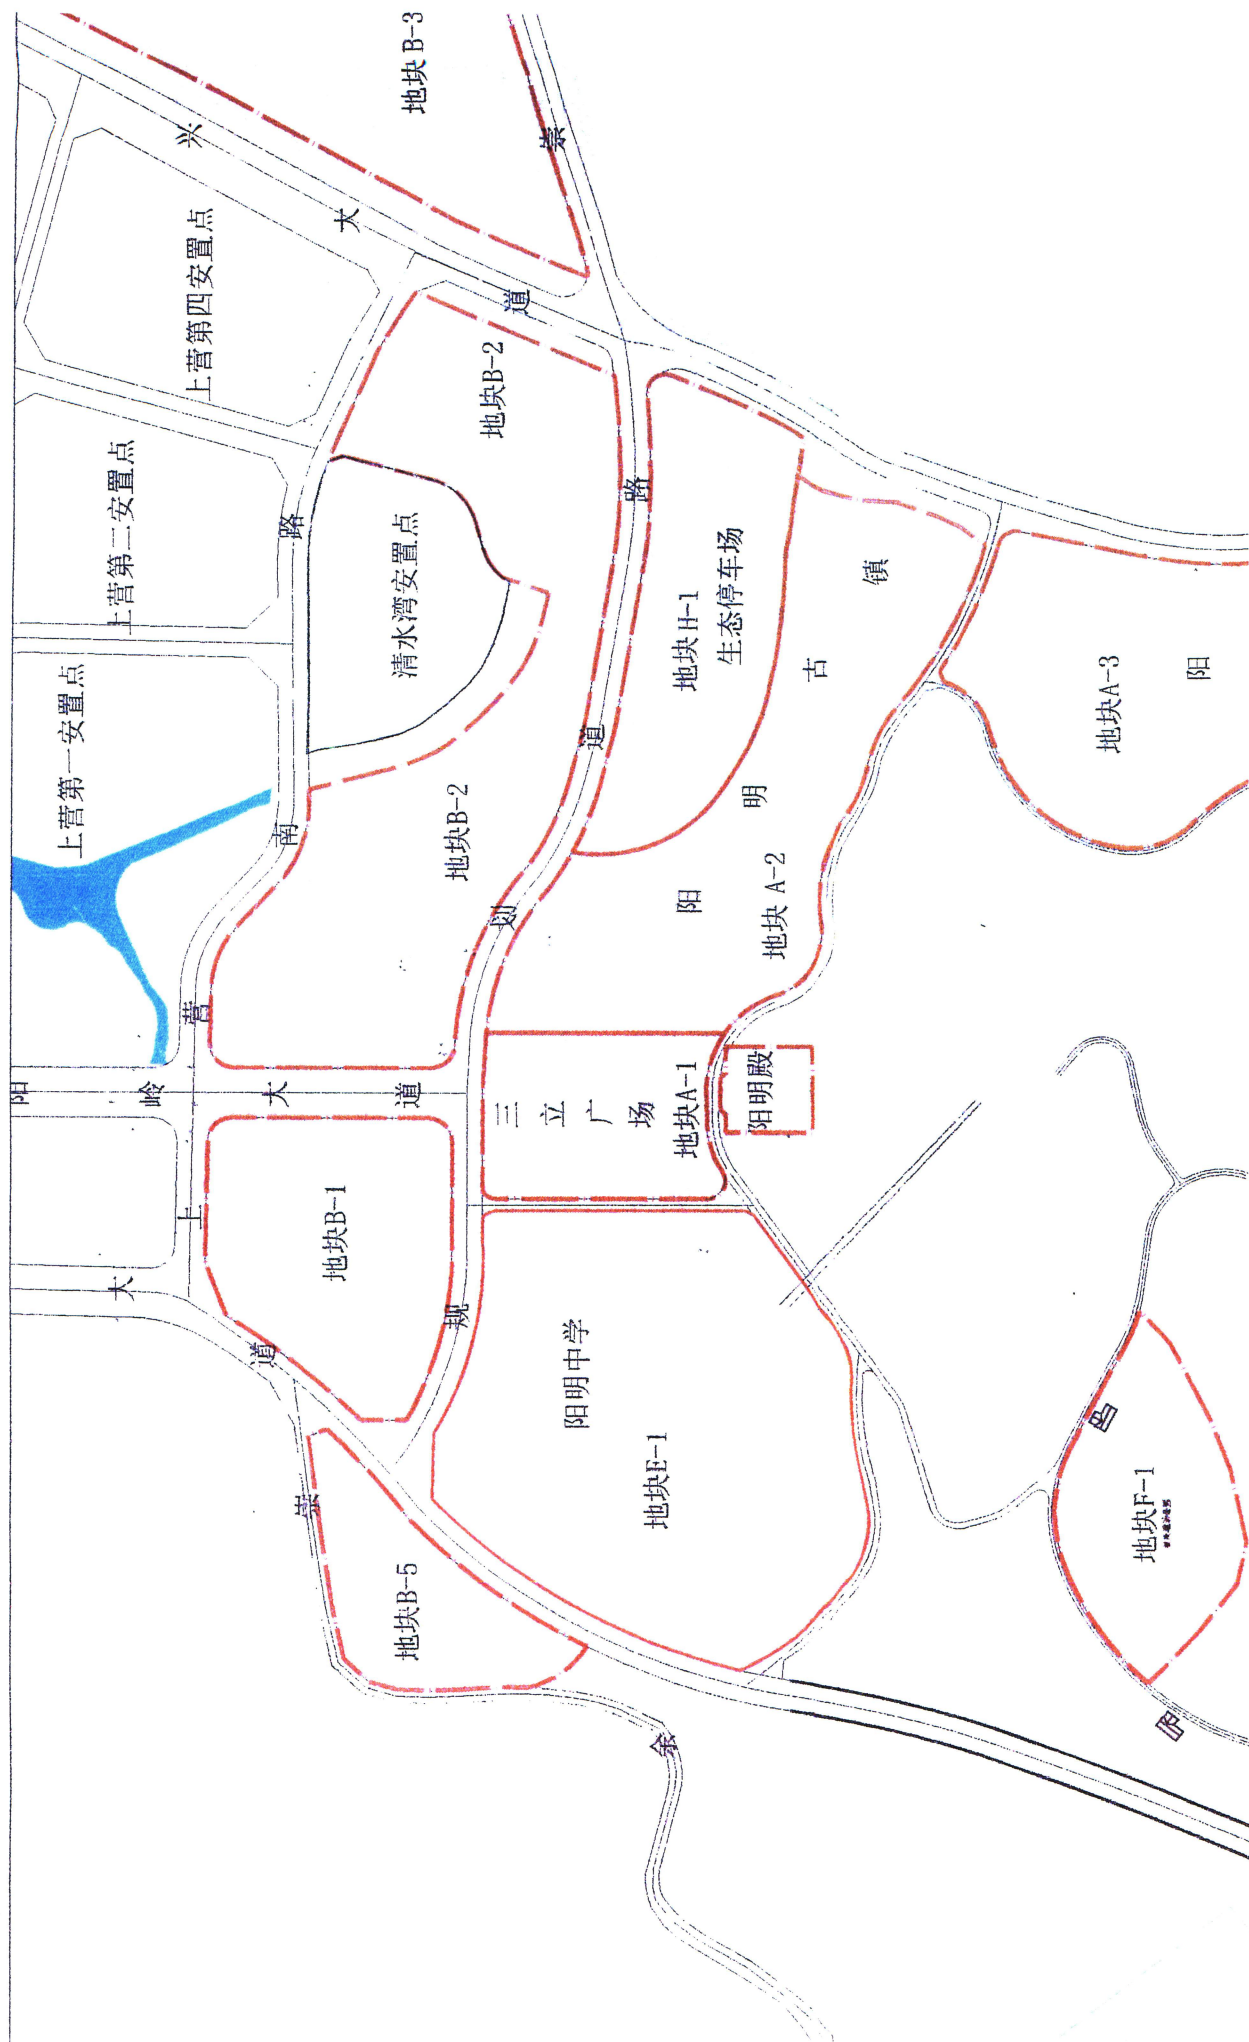 地块B-3
兴
大
道
崇
上营第四安置点
上营第二安置点
上营第一安置点
地块B-2
清水湾安置点
地块B-2
上
营
南
路
规
划
道
路
地块H-1
生态停车场
阳
明
古
镇
地块 A-2
地块A-3
阳
阳
岭
大
道
三
立
广
场
地块A-1
阳明殿
地块B-1
大
道
崇
余
阳明中学
地块E-1
地块B-5
地块F-1
阳